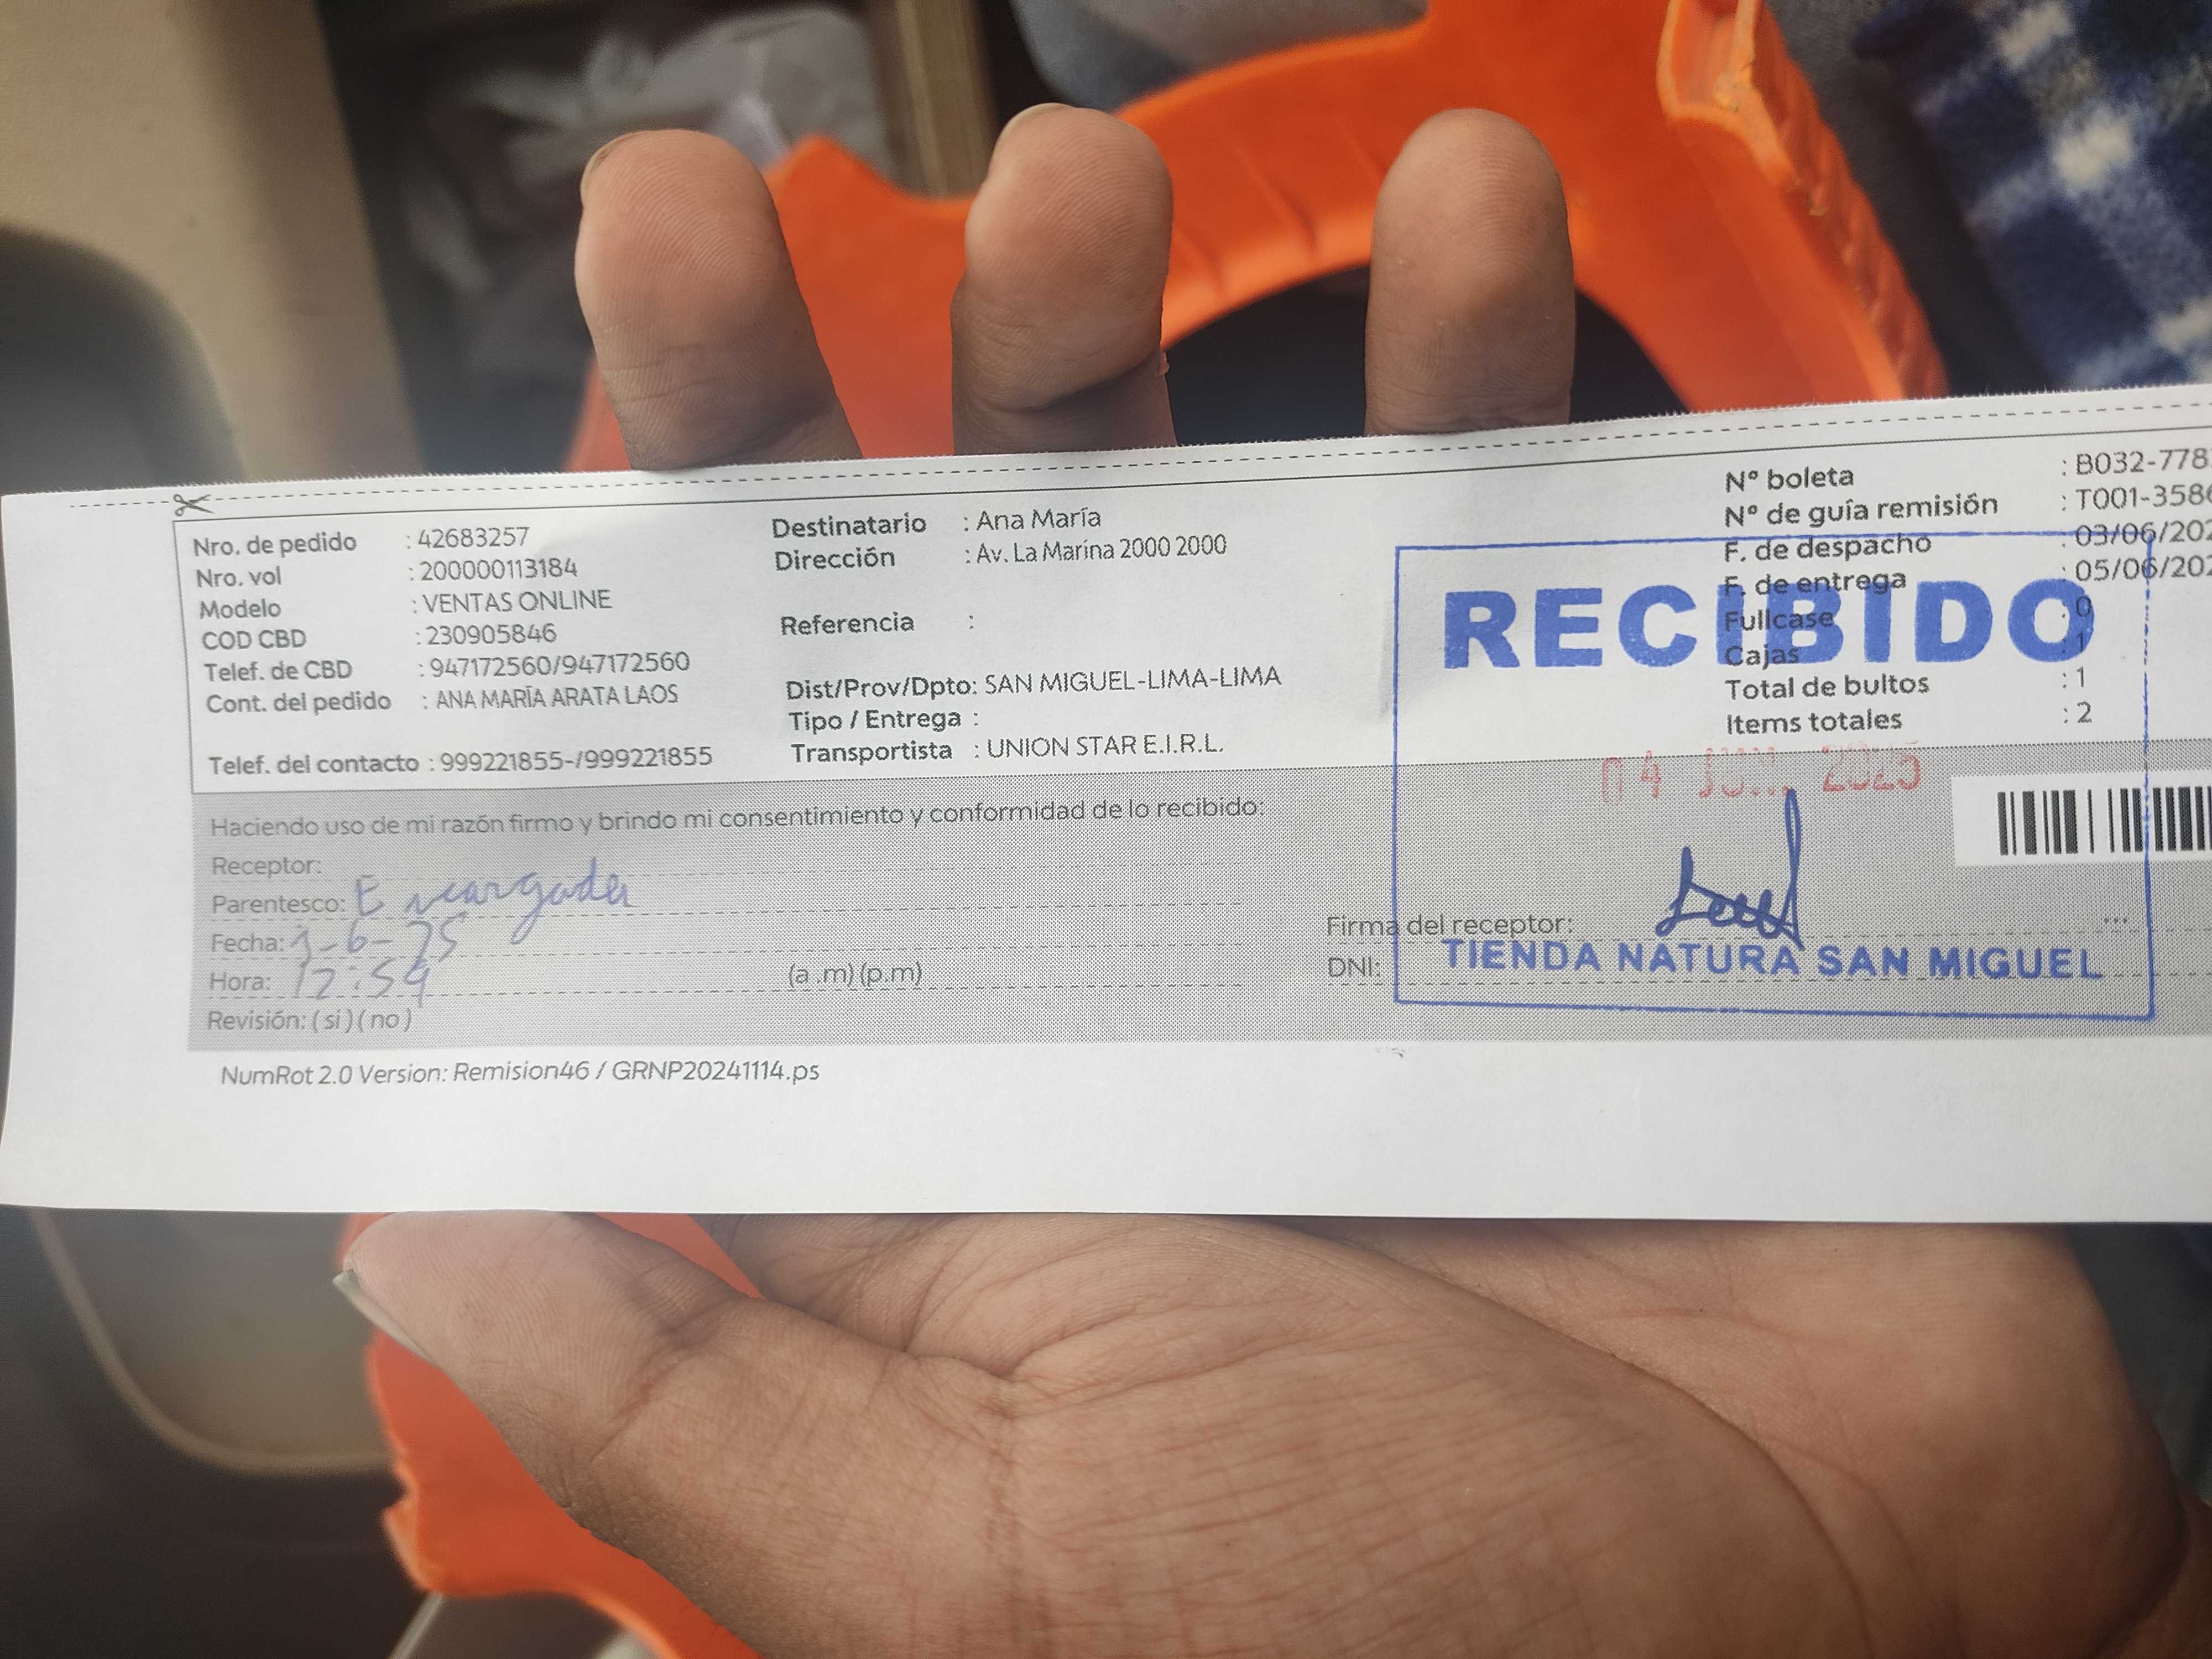 Nro. de pedido : 42683257
Nro. vol : 200000113184
Modelo : VENTAS ONLINE
COD CBD : 230905846
Telef. de CBD : 947172560/947172560
Cont. del pedido : ANA MARÍA ARATA LAOS
Telef. del contacto : 999221855-/999221855
Destinatario : Ana María
Dirección : Av. La Marina 2000 2000
Referencia :
Dist/Prov/Dpto: SAN MIGUEL-LIMA-LIMA
Tipo / Entrega :
Transportista : UNION STAR E.I.R.L.
Nº boleta : B032-778
Nº de guía remisión : T001-358
F. de despacho : 03/06/202
F. de entrega : 05/06/202
Fullcase : 0
Cajas : 1
Total de bultos : 1
Items totales : 2
RECIBIDO
04 JUN. 2025
Haciendo uso de mi razón firmo y brindo mi consentimiento y conformidad de lo recibido:
Receptor:
Parentesco: Encargada
Fecha: -6-25
Hora: 12:54 (a .m) (p.m)
Revisión: ( si ) ( no )
Firma del receptor:
DNI:
TIENDA NATURA SAN MIGUEL
NumRot 2.0 Version: Remision46 / GRNP20241114.ps